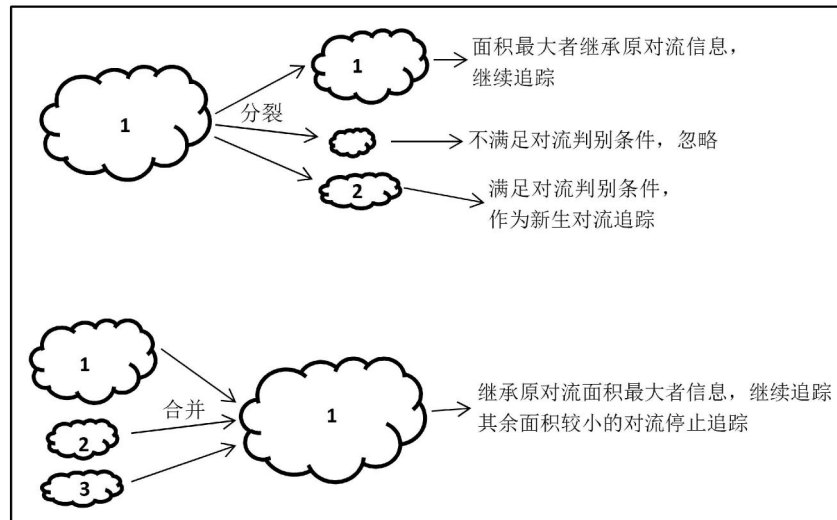 1
分裂
1
面积最大者继承原对流信息，
继续追踪
不满足对流判别条件，忽略
2
满足对流判别条件，
作为新生对流追踪
1
2
3
合并
1
继承原对流面积最大者信息，继续追踪
其余面积较小的对流停止追踪